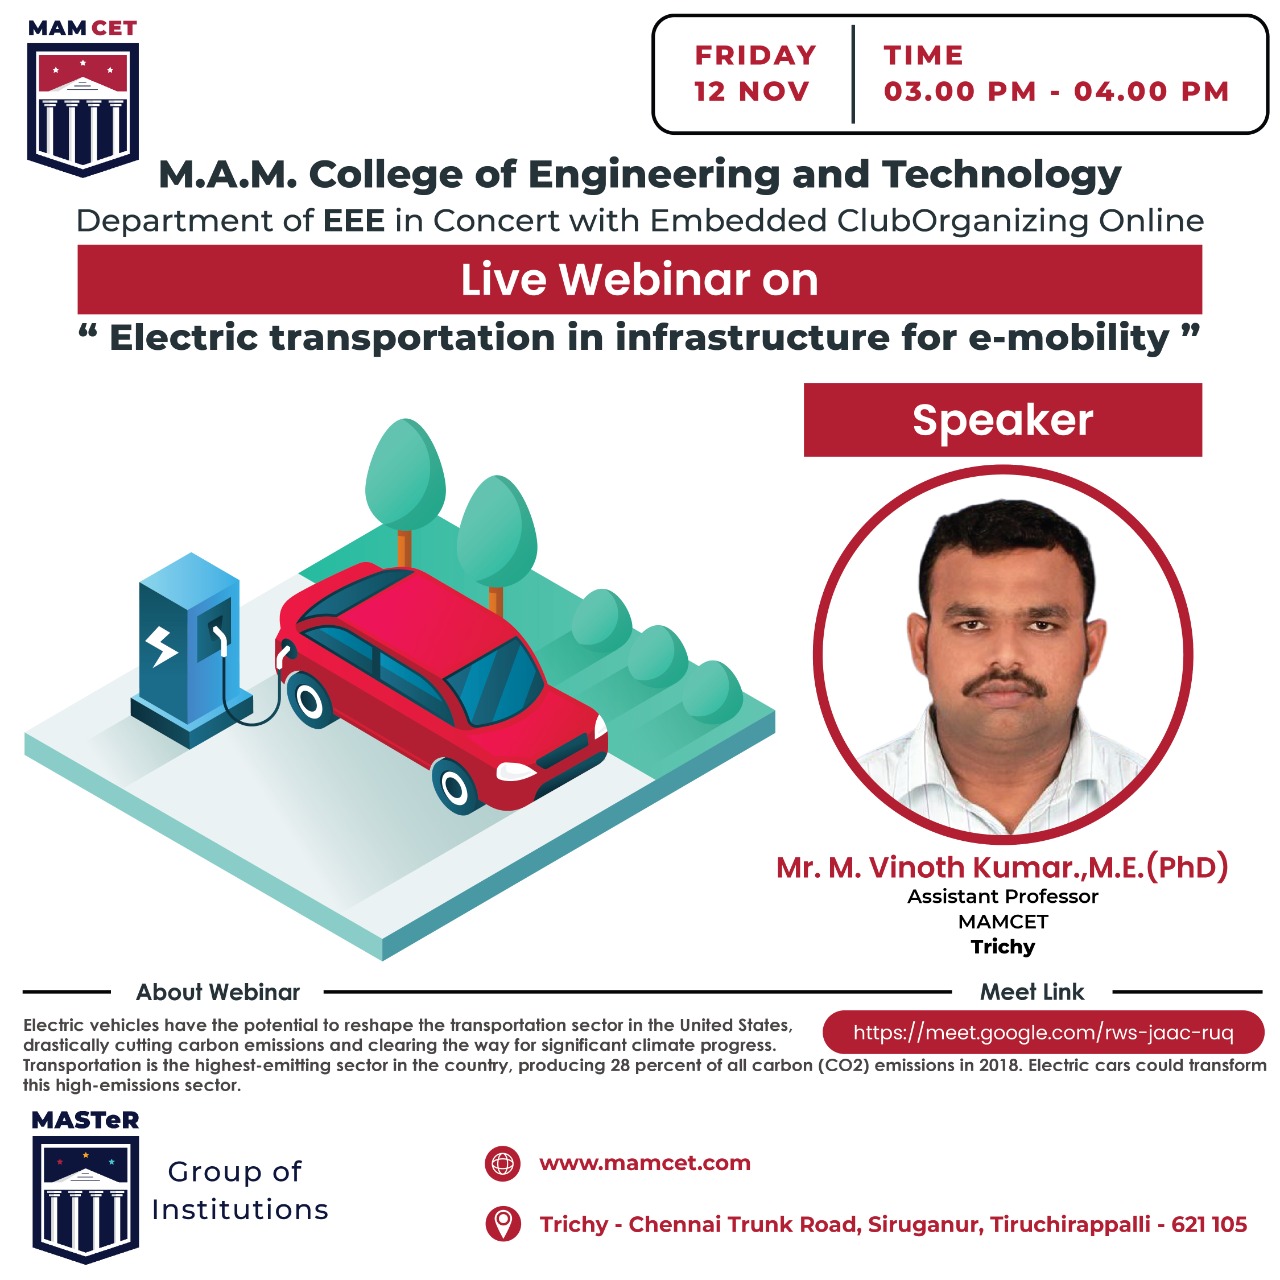 MAM CET
FRIDAY
12 NOV
TIME
03.00 PM - 04.00 PM
M.A.M. College of Engineering and Technology
Department of EEE in Concert with Embedded ClubOrganizing Online
Live Webinar on
“ Electric transportation in infrastructure for e-mobility ”
Speaker
Mr. M. Vinoth Kumar.,M.E.(PhD)
Assistant Professor
MAMCET
Trichy
About Webinar
Electric vehicles have the potential to reshape the transportation sector in the United States,
drastically cutting carbon emissions and clearing the way for significant climate progress.
Transportation is the highest-emitting sector in the country, producing 28 percent of all carbon (CO2) emissions in 2018. Electric cars could transform
this high-emissions sector.
Meet Link
https://meet.google.com/rws-jaac-ruq
MASTeR
Group of
Institutions
www.mamcet.com
Trichy - Chennai Trunk Road, Siruganur, Tiruchirappalli - 621 105